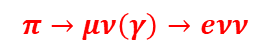 π → μν(γ) → eνν